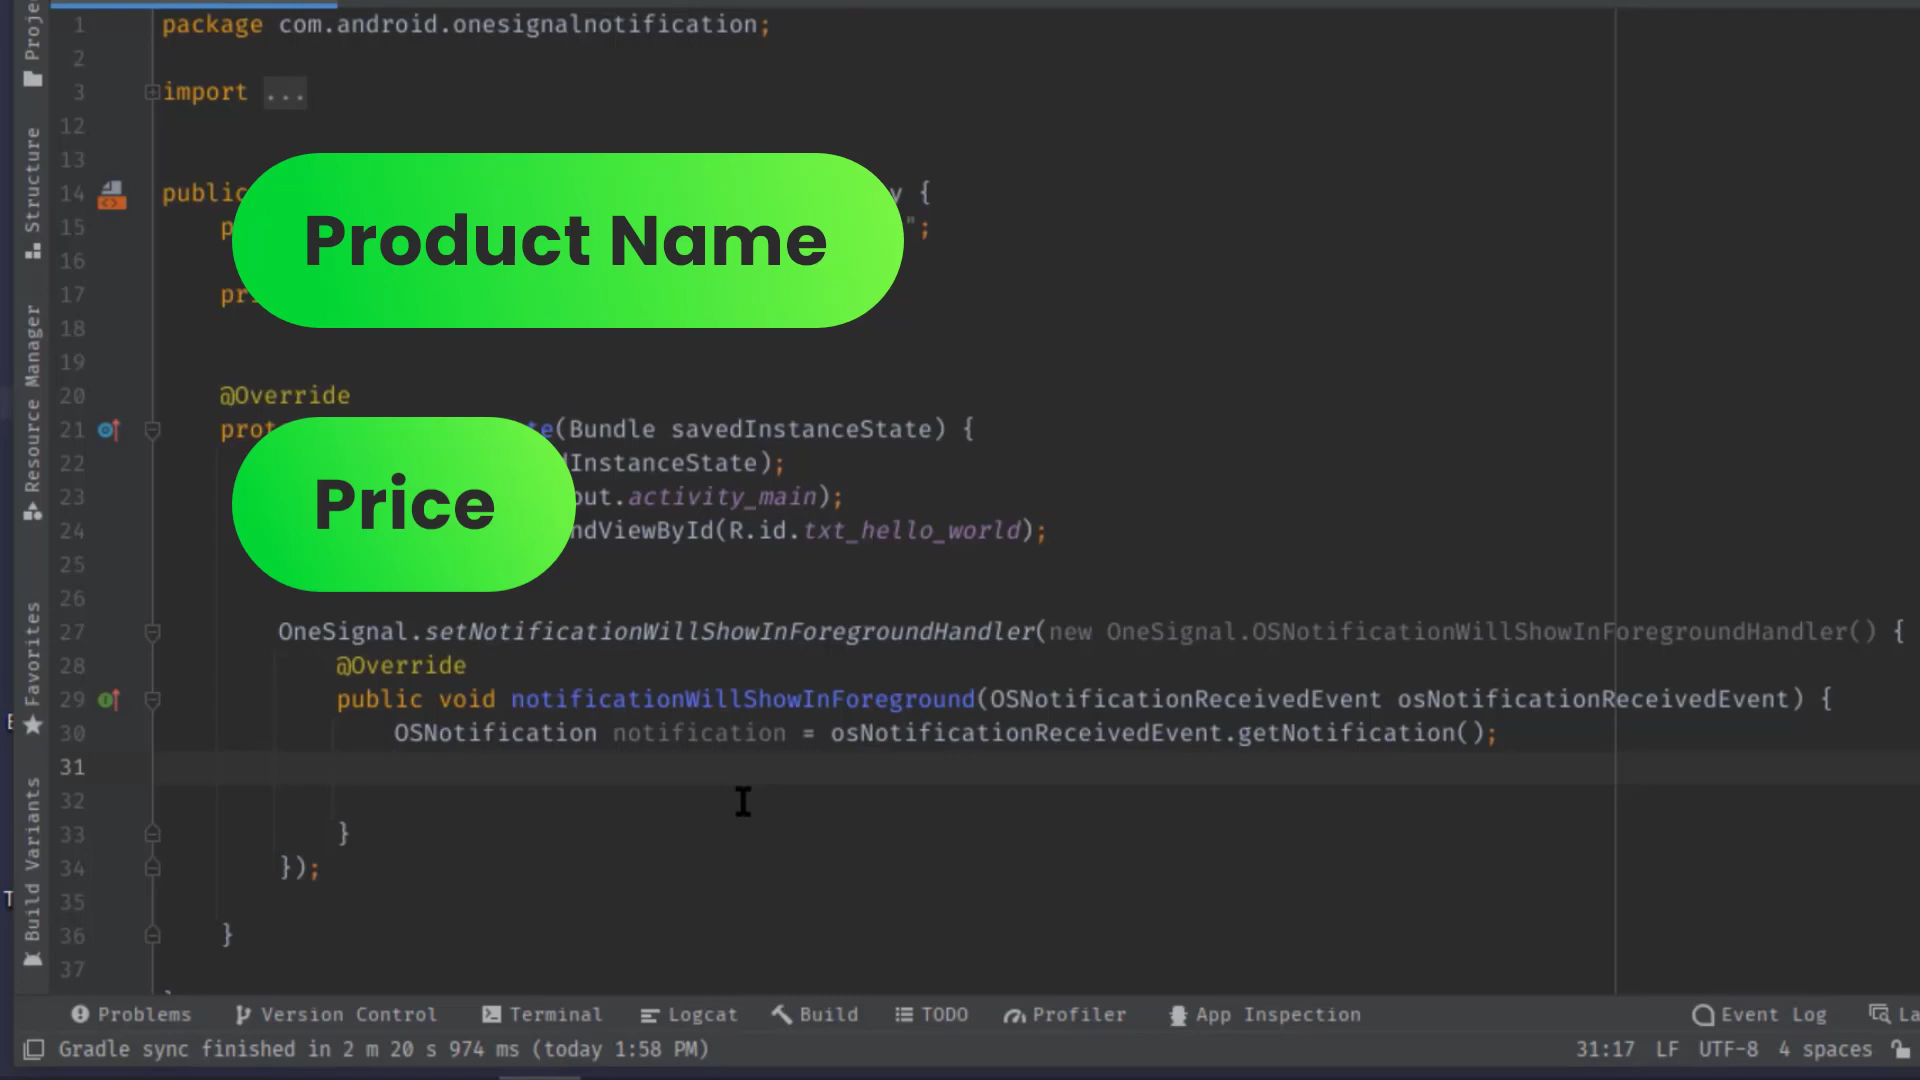 1 package com.android.onesignalnotification;
2
3 import ...
12
13
14 public { 
15 ";
16
17
18
19
20 @Override
21 (Bundle savedInstanceState) {
22 InstanceState);
23 .activity_main);
24 ViewById(R.id.txt_hello_world);
25
26
27 OneSignal.setNotificationWillShowInForegroundHandler(new OneSignal.OSNotificationWillShowInForegroundHandler() {
28 @Override
29 public void notificationWillShowInForeground(OSNotificationReceivedEvent osNotificationReceivedEvent) {
30 OSNotification notification = osNotificationReceivedEvent.getNotification();
31
32
33 }
34 });
35
36 }
37
Product Name
Price
Structure
Resource Manager
Favorites
Build Variants
Problems Version Control Terminal Logcat Build TODO Profiler App Inspection Event Log
Gradle sync finished in 2 m 20 s 974 ms (today 1:58 PM) 31:17 LF UTF-8 4 spaces